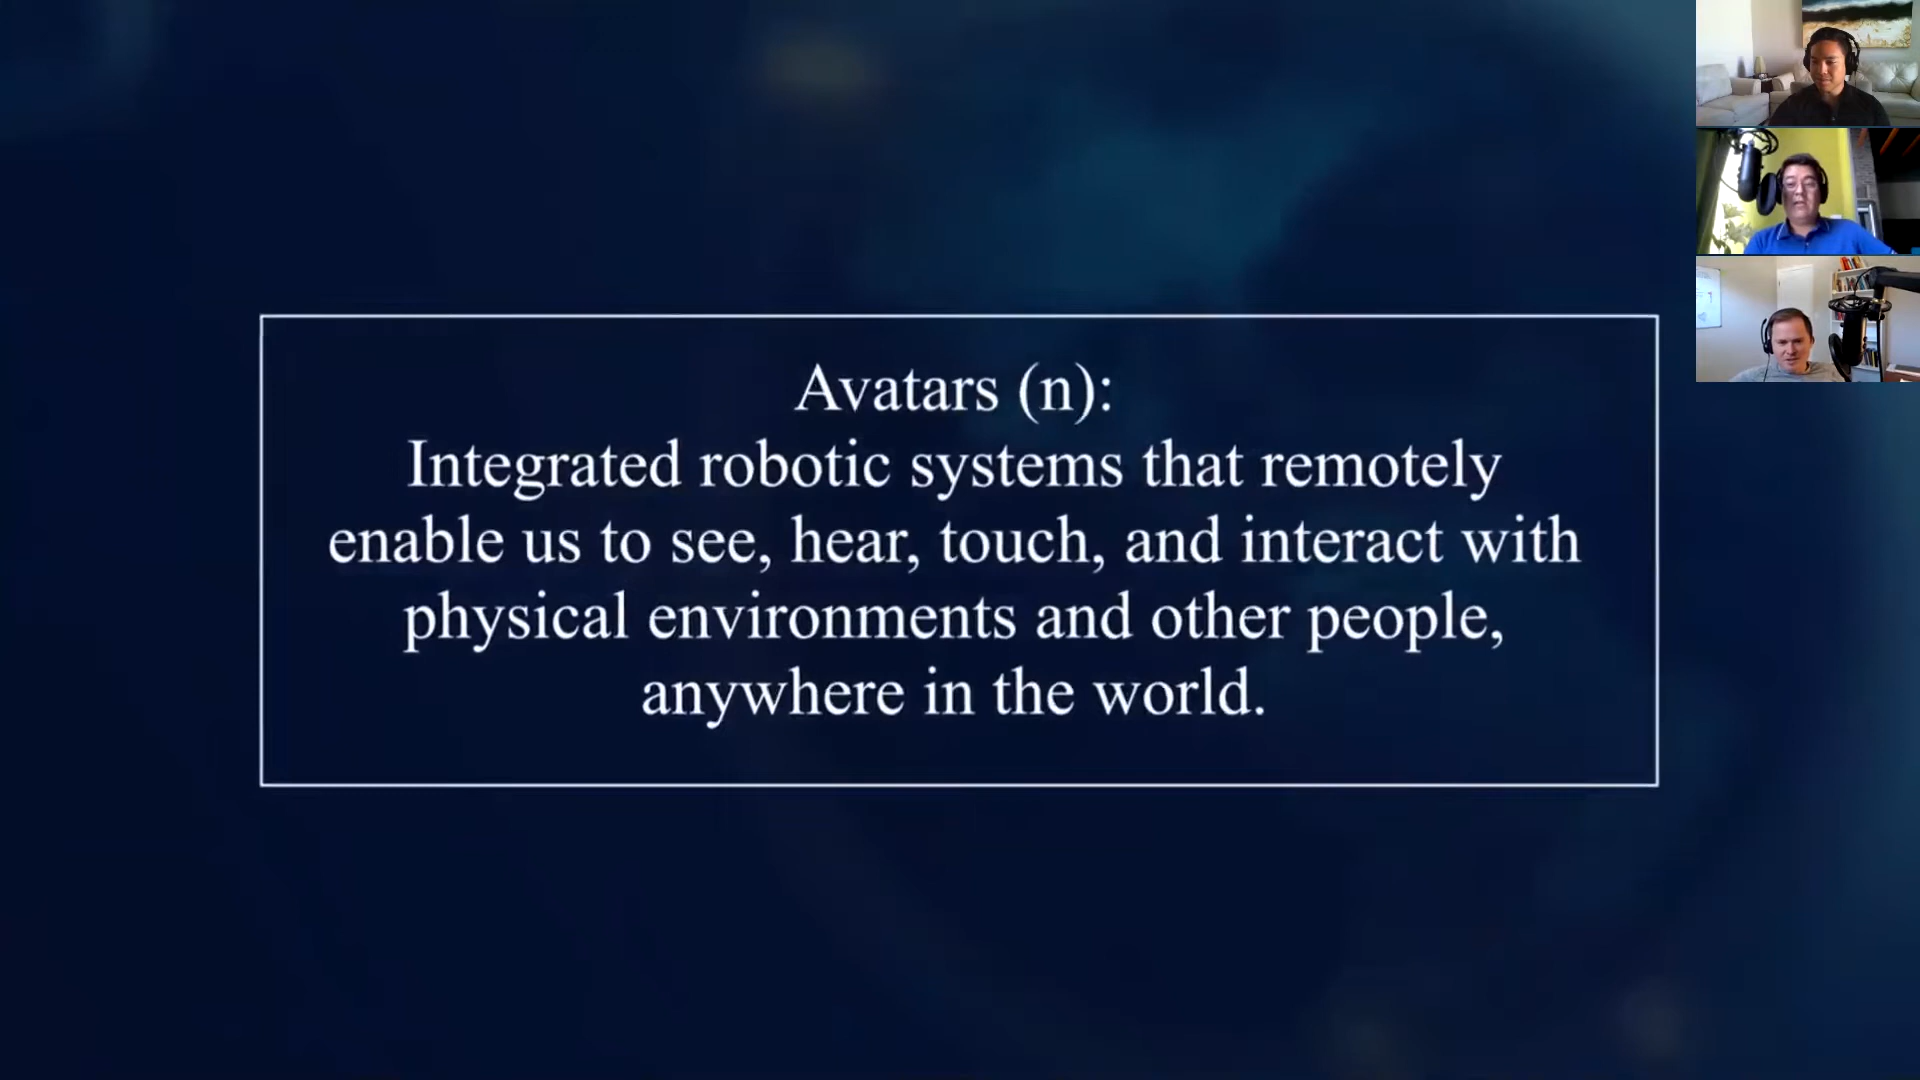 Avatars (n):
Integrated robotic systems that remotely
enable us to see, hear, touch, and interact with
physical environments and other people,
anywhere in the world.